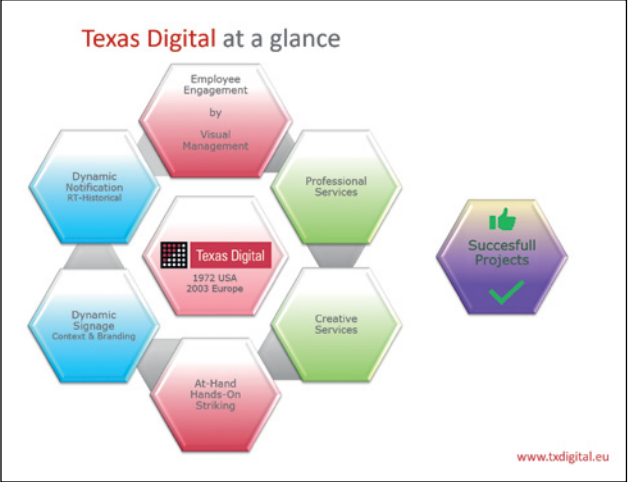 Texas Digital at a glance
Employee
Engagement
by
Visual
Management
Dynamic
Notification
RT-Historical
Professional
Services
Texas Digital
1972 USA
2003 Europe
Succesfull
Projects
Dynamic
Signage
Context & Branding
Creative
Services
At-Hand
Hands-On
Striking
www.txdigital.eu